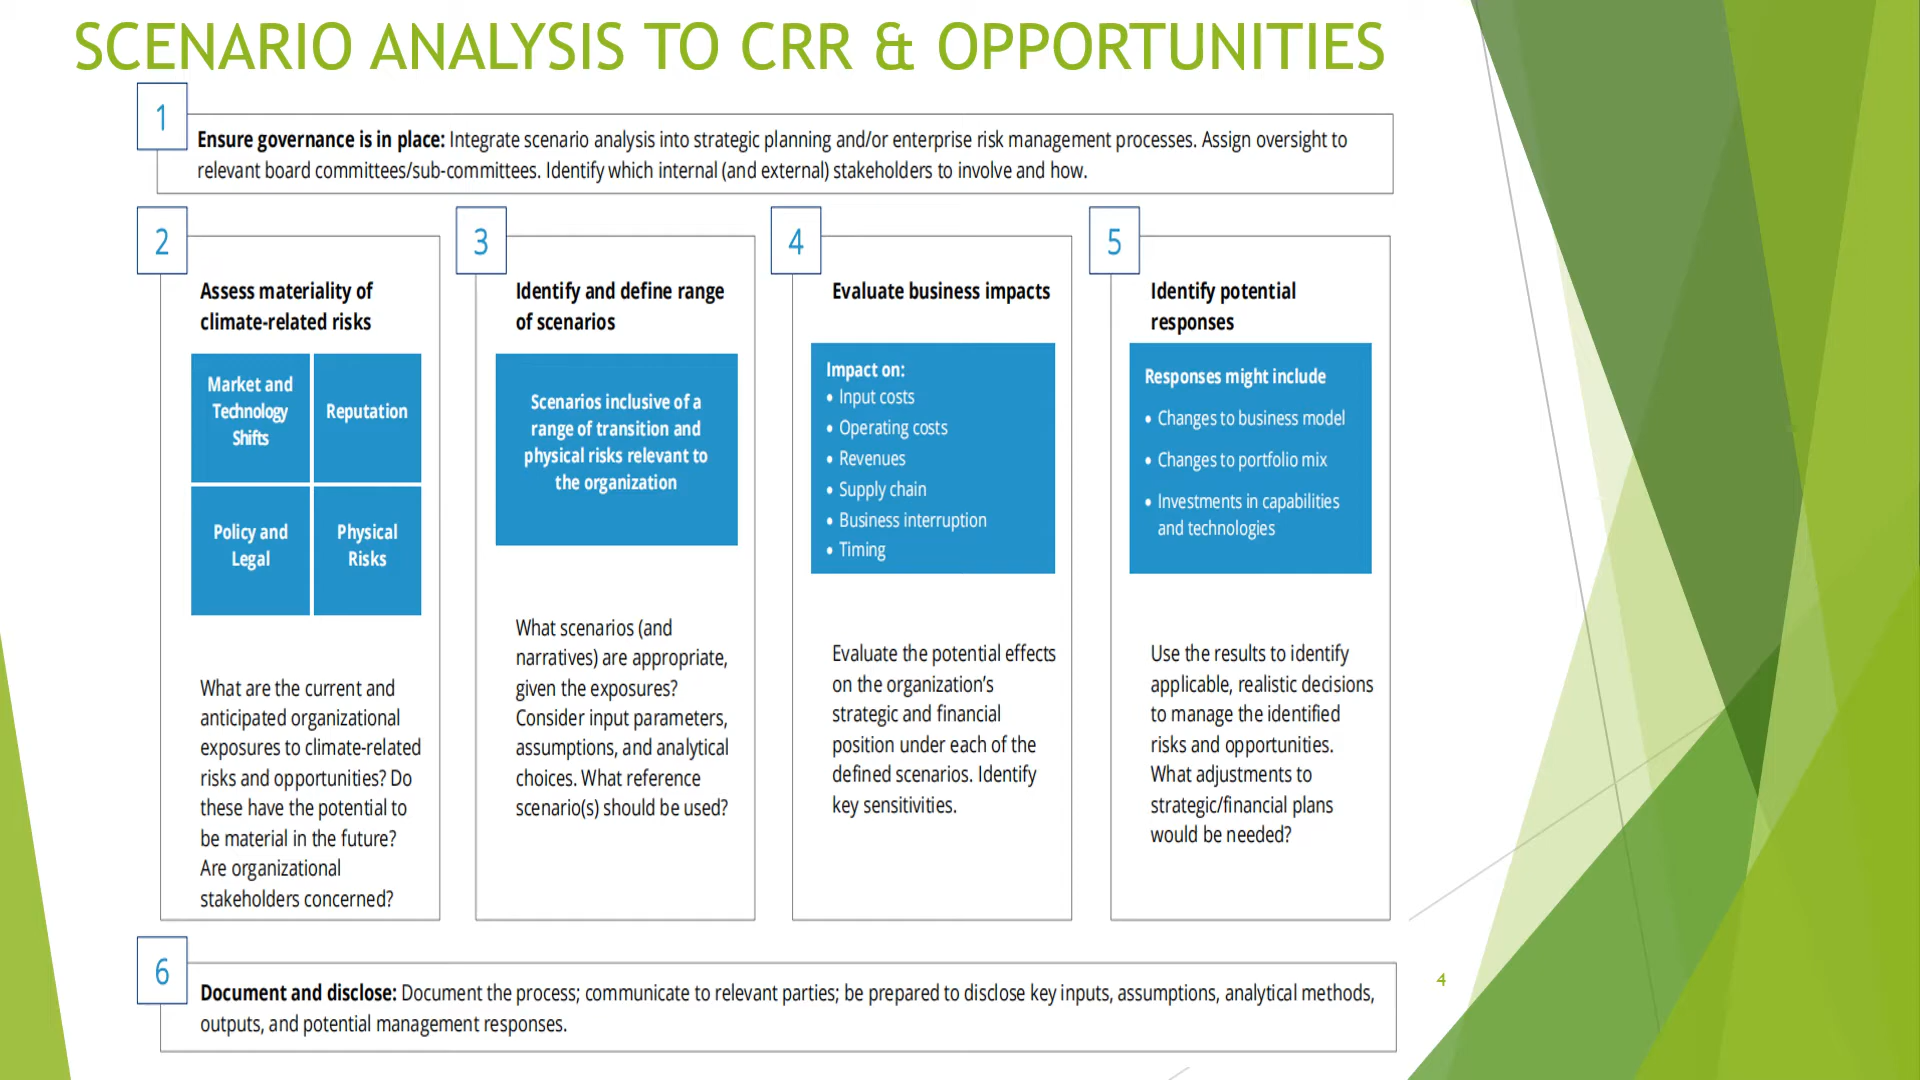 SCENARIO ANALYSIS TO CRR & OPPORTUNITIES
1
Ensure governance is in place: Integrate scenario analysis into strategic planning and/or enterprise risk management processes. Assign oversight to
relevant board committees/sub-committees. Identify which internal (and external) stakeholders to involve and how.
2
Assess materiality of
climate-related risks
Market and
Technology
Shifts
Reputation
Policy and
Legal
Physical
Risks
What are the current and
anticipated organizational
exposures to climate-related
risks and opportunities? Do
these have the potential to
be material in the future?
Are organizational
stakeholders concerned?
3
Identify and define range
of scenarios
Scenarios inclusive of a
range of transition and
physical risks relevant to
the organization
What scenarios (and
narratives) are appropriate,
given the exposures?
Consider input parameters,
assumptions, and analytical
choices. What reference
scenario(s) should be used?
4
Evaluate business impacts
Impact on:
• Input costs
• Operating costs
• Revenues
• Supply chain
• Business interruption
• Timing
Evaluate the potential effects
on the organization's
strategic and financial
position under each of the
defined scenarios. Identify
key sensitivities.
5
Identify potential
responses
Responses might include
• Changes to business model
• Changes to portfolio mix
• Investments in capabilities
and technologies
Use the results to identify
applicable, realistic decisions
to manage the identified
risks and opportunities.
What adjustments to
strategic/financial plans
would be needed?
6
Document and disclose: Document the process; communicate to relevant parties; be prepared to disclose key inputs, assumptions, analytical methods,
outputs, and potential management responses.
4